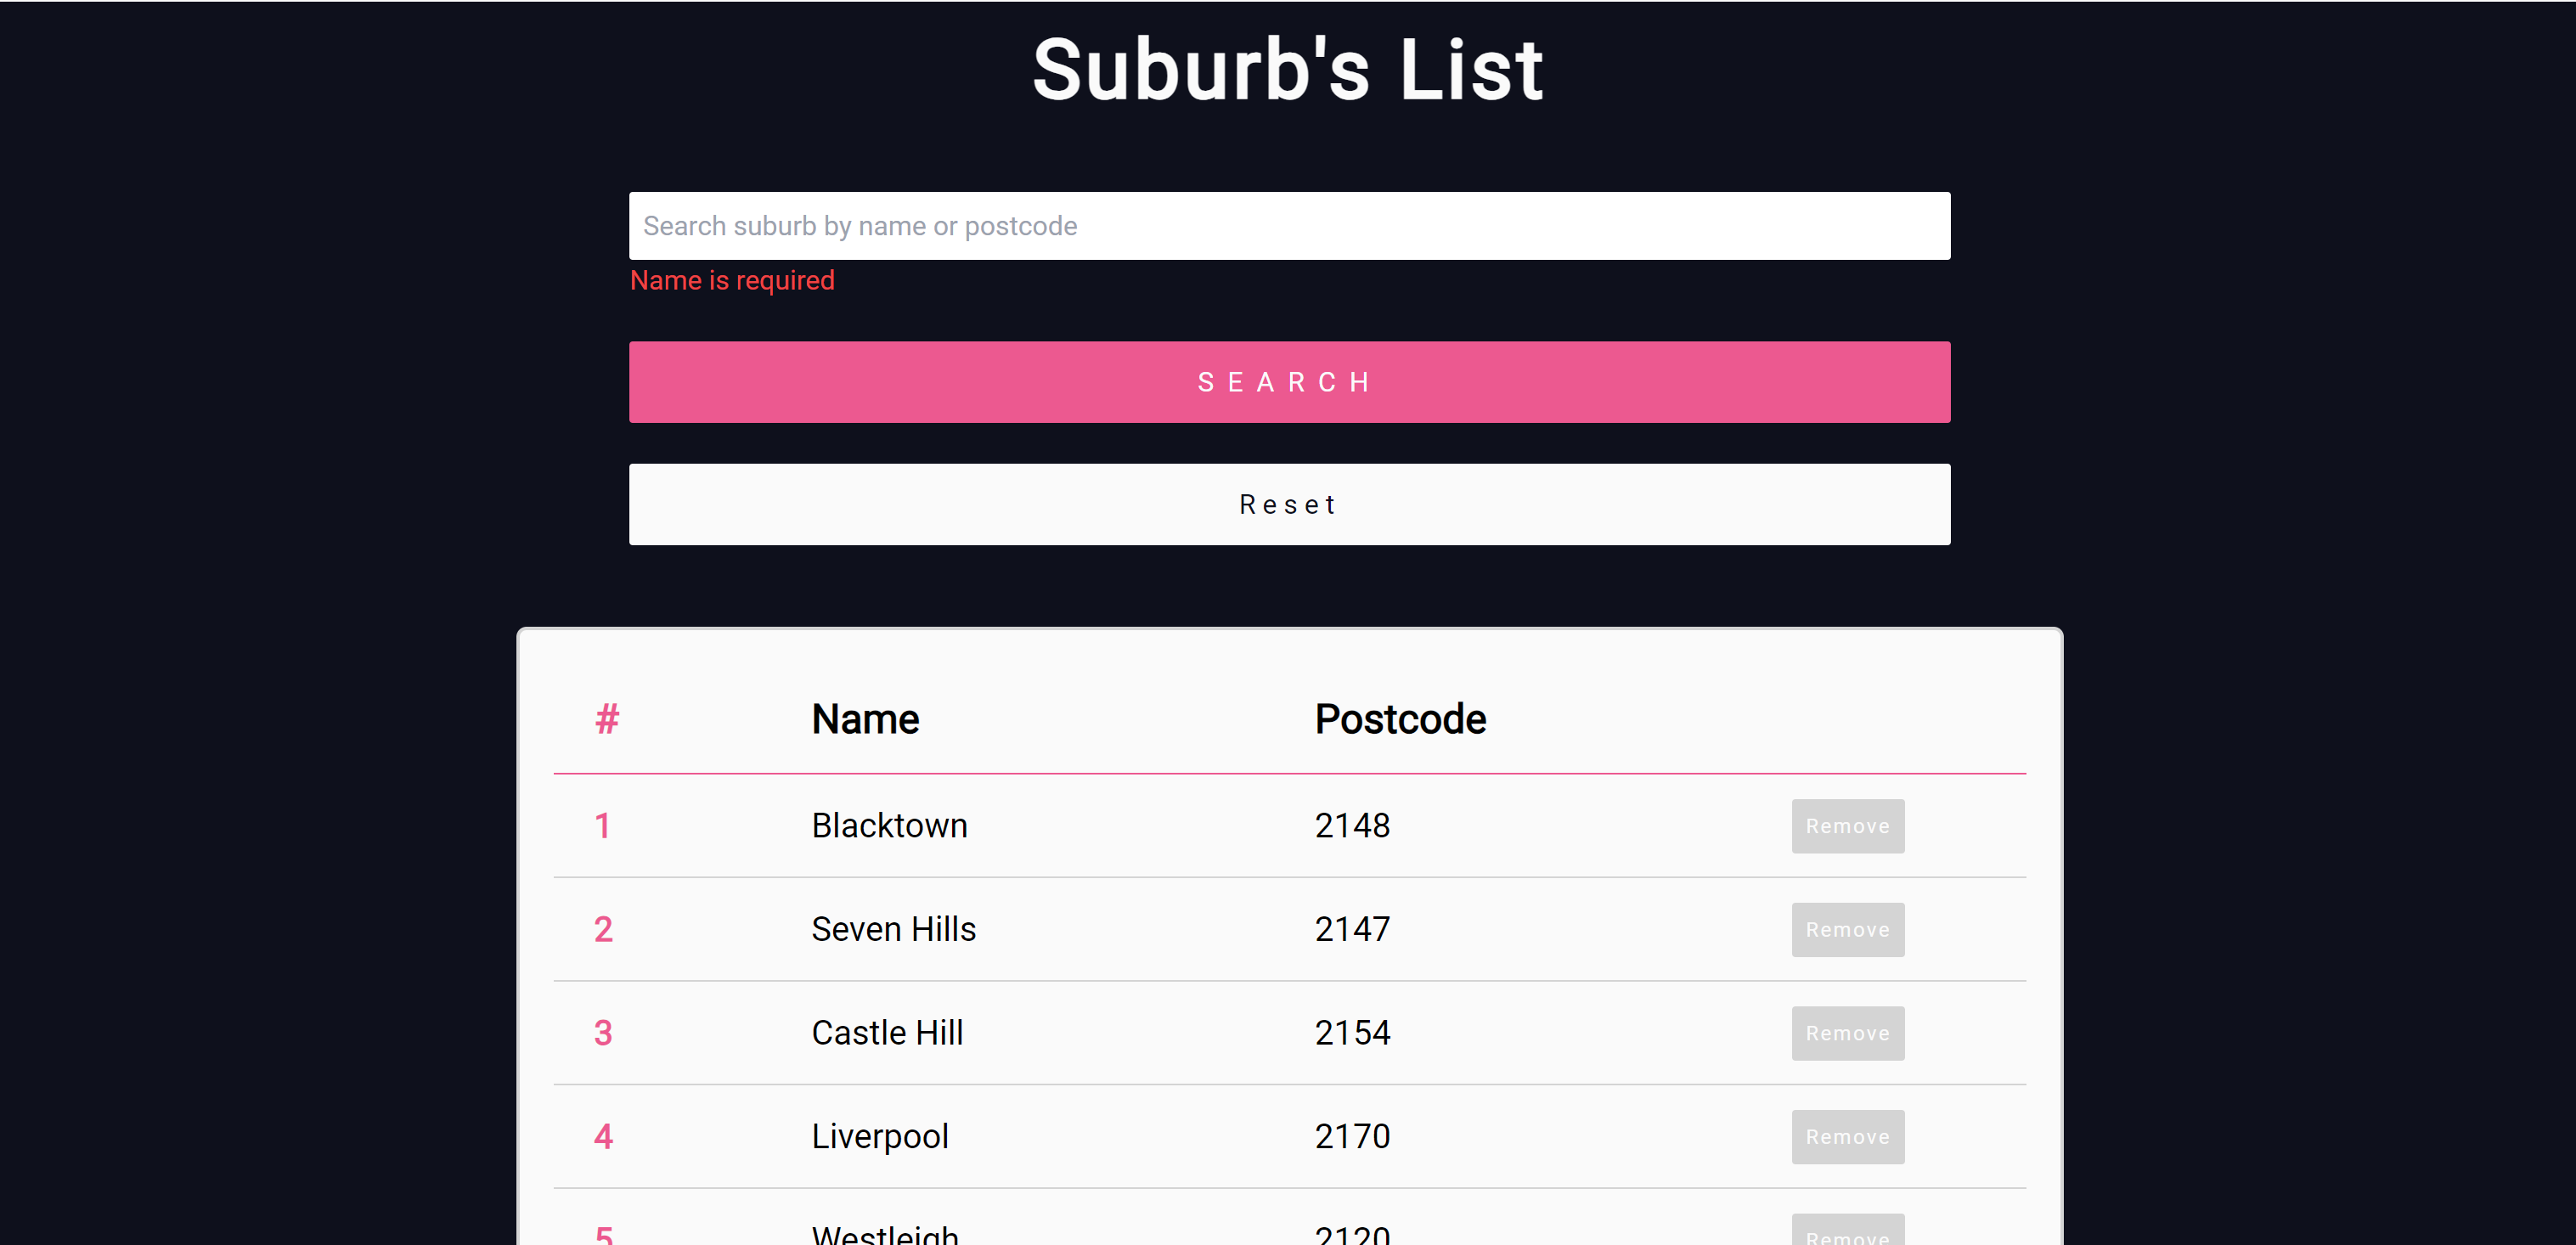 Suburb's List
Search suburb by name or postcode
Name is required
SEARCH
Reset
# Name Postcode
1 Blacktown 2148 Remove
2 Seven Hills 2147 Remove
3 Castle Hill 2154 Remove
4 Liverpool 2170 Remove
5 Westleigh 2120 Remove